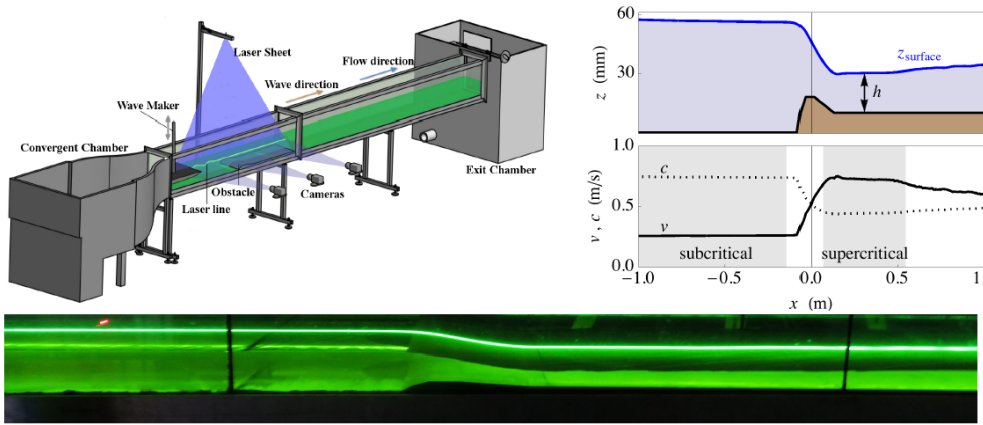 Laser Sheet
Flow direction
Wave direction
Wave Maker
Convergent Chamber
Exit Chamber
Obstacle
Cameras
Laser line
60
30
z (mm)
z_surface
h
1.0
0.5
0.0
v , c (m/s)
c
v
subcritical
supercritical
−1.0
−0.5
0.0
0.5
1.
x (m)